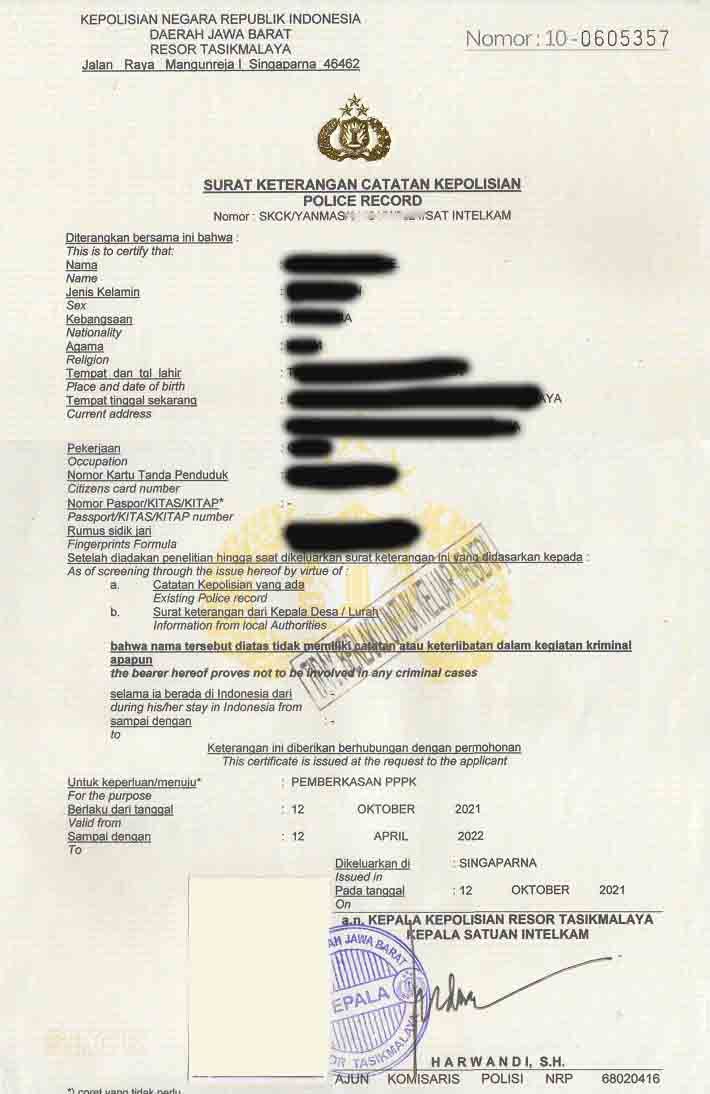 KEPOLISIAN NEGARA REPUBLIK INDONESIA
DAERAH JAWA BARAT
RESOR TASIKMALAYA
Jalan Raya Mangunreja I Singaparna 46462
Nomor : 10-0605357
SURAT KETERANGAN CATATAN KEPOLISIAN
POLICE RECORD
Nomor : SKCK/YANMAS/ /SAT INTELKAM
Diterangkan bersama ini bahwa :
This is to certify that:
Nama
Name
Jenis Kelamin :
Sex
Kebangsaan :
Nationality
Agama :
Religion
Tempat dan tgl lahir :
Place and date of birth
Tempat tinggal sekarang :
Current address
Pekerjaan :
Occupation
Nomor Kartu Tanda Penduduk
Citizens card number
Nomor Paspor/KITAS/KITAP* : -
Passport/KITAS/KITAP number
Rumus sidik jari
Fingerprints Formula
Setelah diadakan penelitian hingga saat dikeluarkan surat keterangan ini yang didasarkan kepada :
As of screening through the issue hereof by virtue of :
a. Catatan Kepolisian yang ada
Existing Police record
b. Surat keterangan dari Kepala Desa / Lurah
Information from local Authorities
TIDAK BERLAKU UNTUK KELUAR NEGERI
bahwa nama tersebut diatas tidak memiliki catatan atau keterlibatan dalam kegiatan kriminal
apapun
the bearer hereof proves not to be involved in any criminal cases
selama ia berada di Indonesia dari : -
during his/her stay in Indonesia from
sampai dengan : -
to
Keterangan ini diberikan berhubungan dengan permohonan
This certificate is issued at the request to the applicant
Untuk keperluan/menuju* : PEMBERKASAN PPPK
For the purpose
Berlaku dari tanggal : 12 OKTOBER 2021
Valid from
Sampai dengan : 12 APRIL 2022
To
Dikeluarkan di : SINGAPARNA
Issued in
Pada tanggal : 12 OKTOBER 2021
On
a.n. KEPALA KEPOLISIAN RESOR TASIKMALAYA
KEPALA SATUAN INTELKAM
JAWA BARAT
KEPALA
RESOR TASIKMALAYA
HARWANDI, S.H.
AJUN KOMISARIS POLISI NRP 68020416
*) coret yang tidak perlu